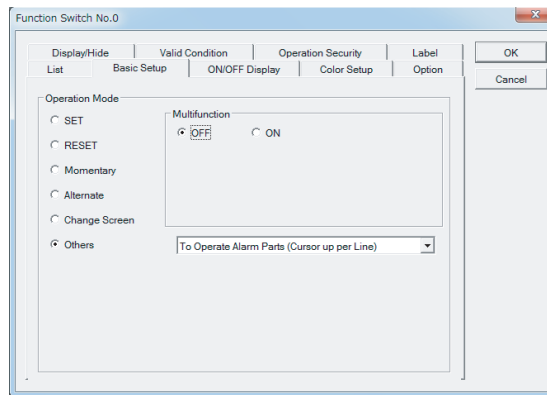 Function Switch No.0
Display/Hide Valid Condition Operation Security Label
List Basic Setup ON/OFF Display Color Setup Option
OK
Cancel
Operation Mode
SET
RESET
Momentary
Alternate
Change Screen
Others
Multifunction
OFF ON
To Operate Alarm Parts (Cursor up per Line)